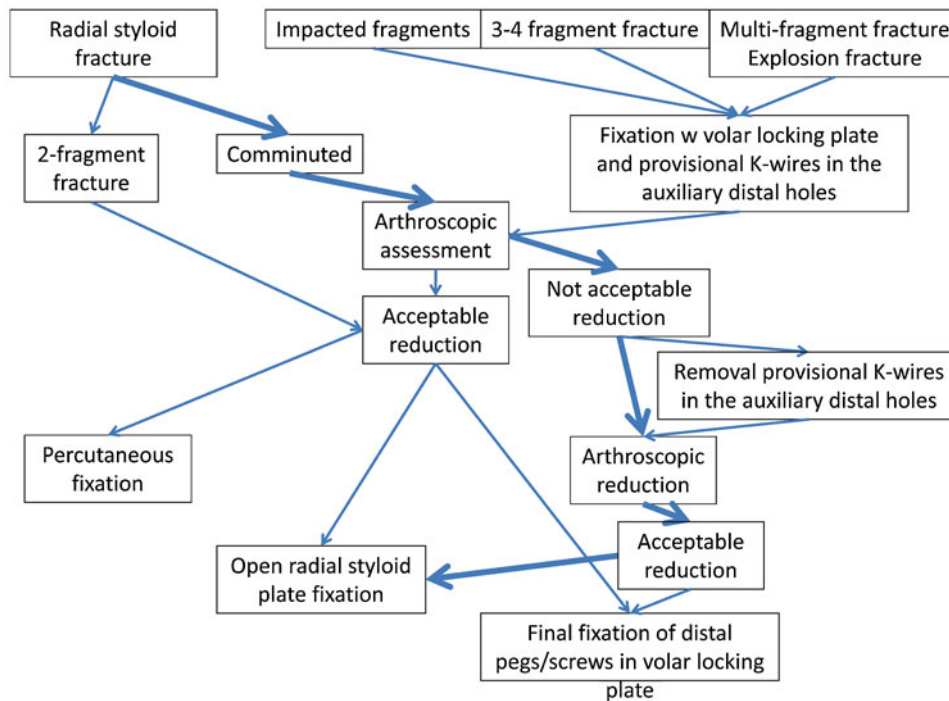 Radial styloid
fracture
Impacted fragments
3-4 fragment fracture
Multi-fragment fracture
Explosion fracture
2-fragment
fracture
Comminuted
Fixation w volar locking plate
and provisional K-wires in the
auxiliary distal holes
Arthroscopic
assessment
Not acceptable
reduction
Acceptable
reduction
Removal provisional K-wires
in the auxiliary distal holes
Percutaneous
fixation
Arthroscopic
reduction
Open radial styloid
plate fixation
Acceptable
reduction
Final fixation of distal
pegs/screws in volar locking
plate